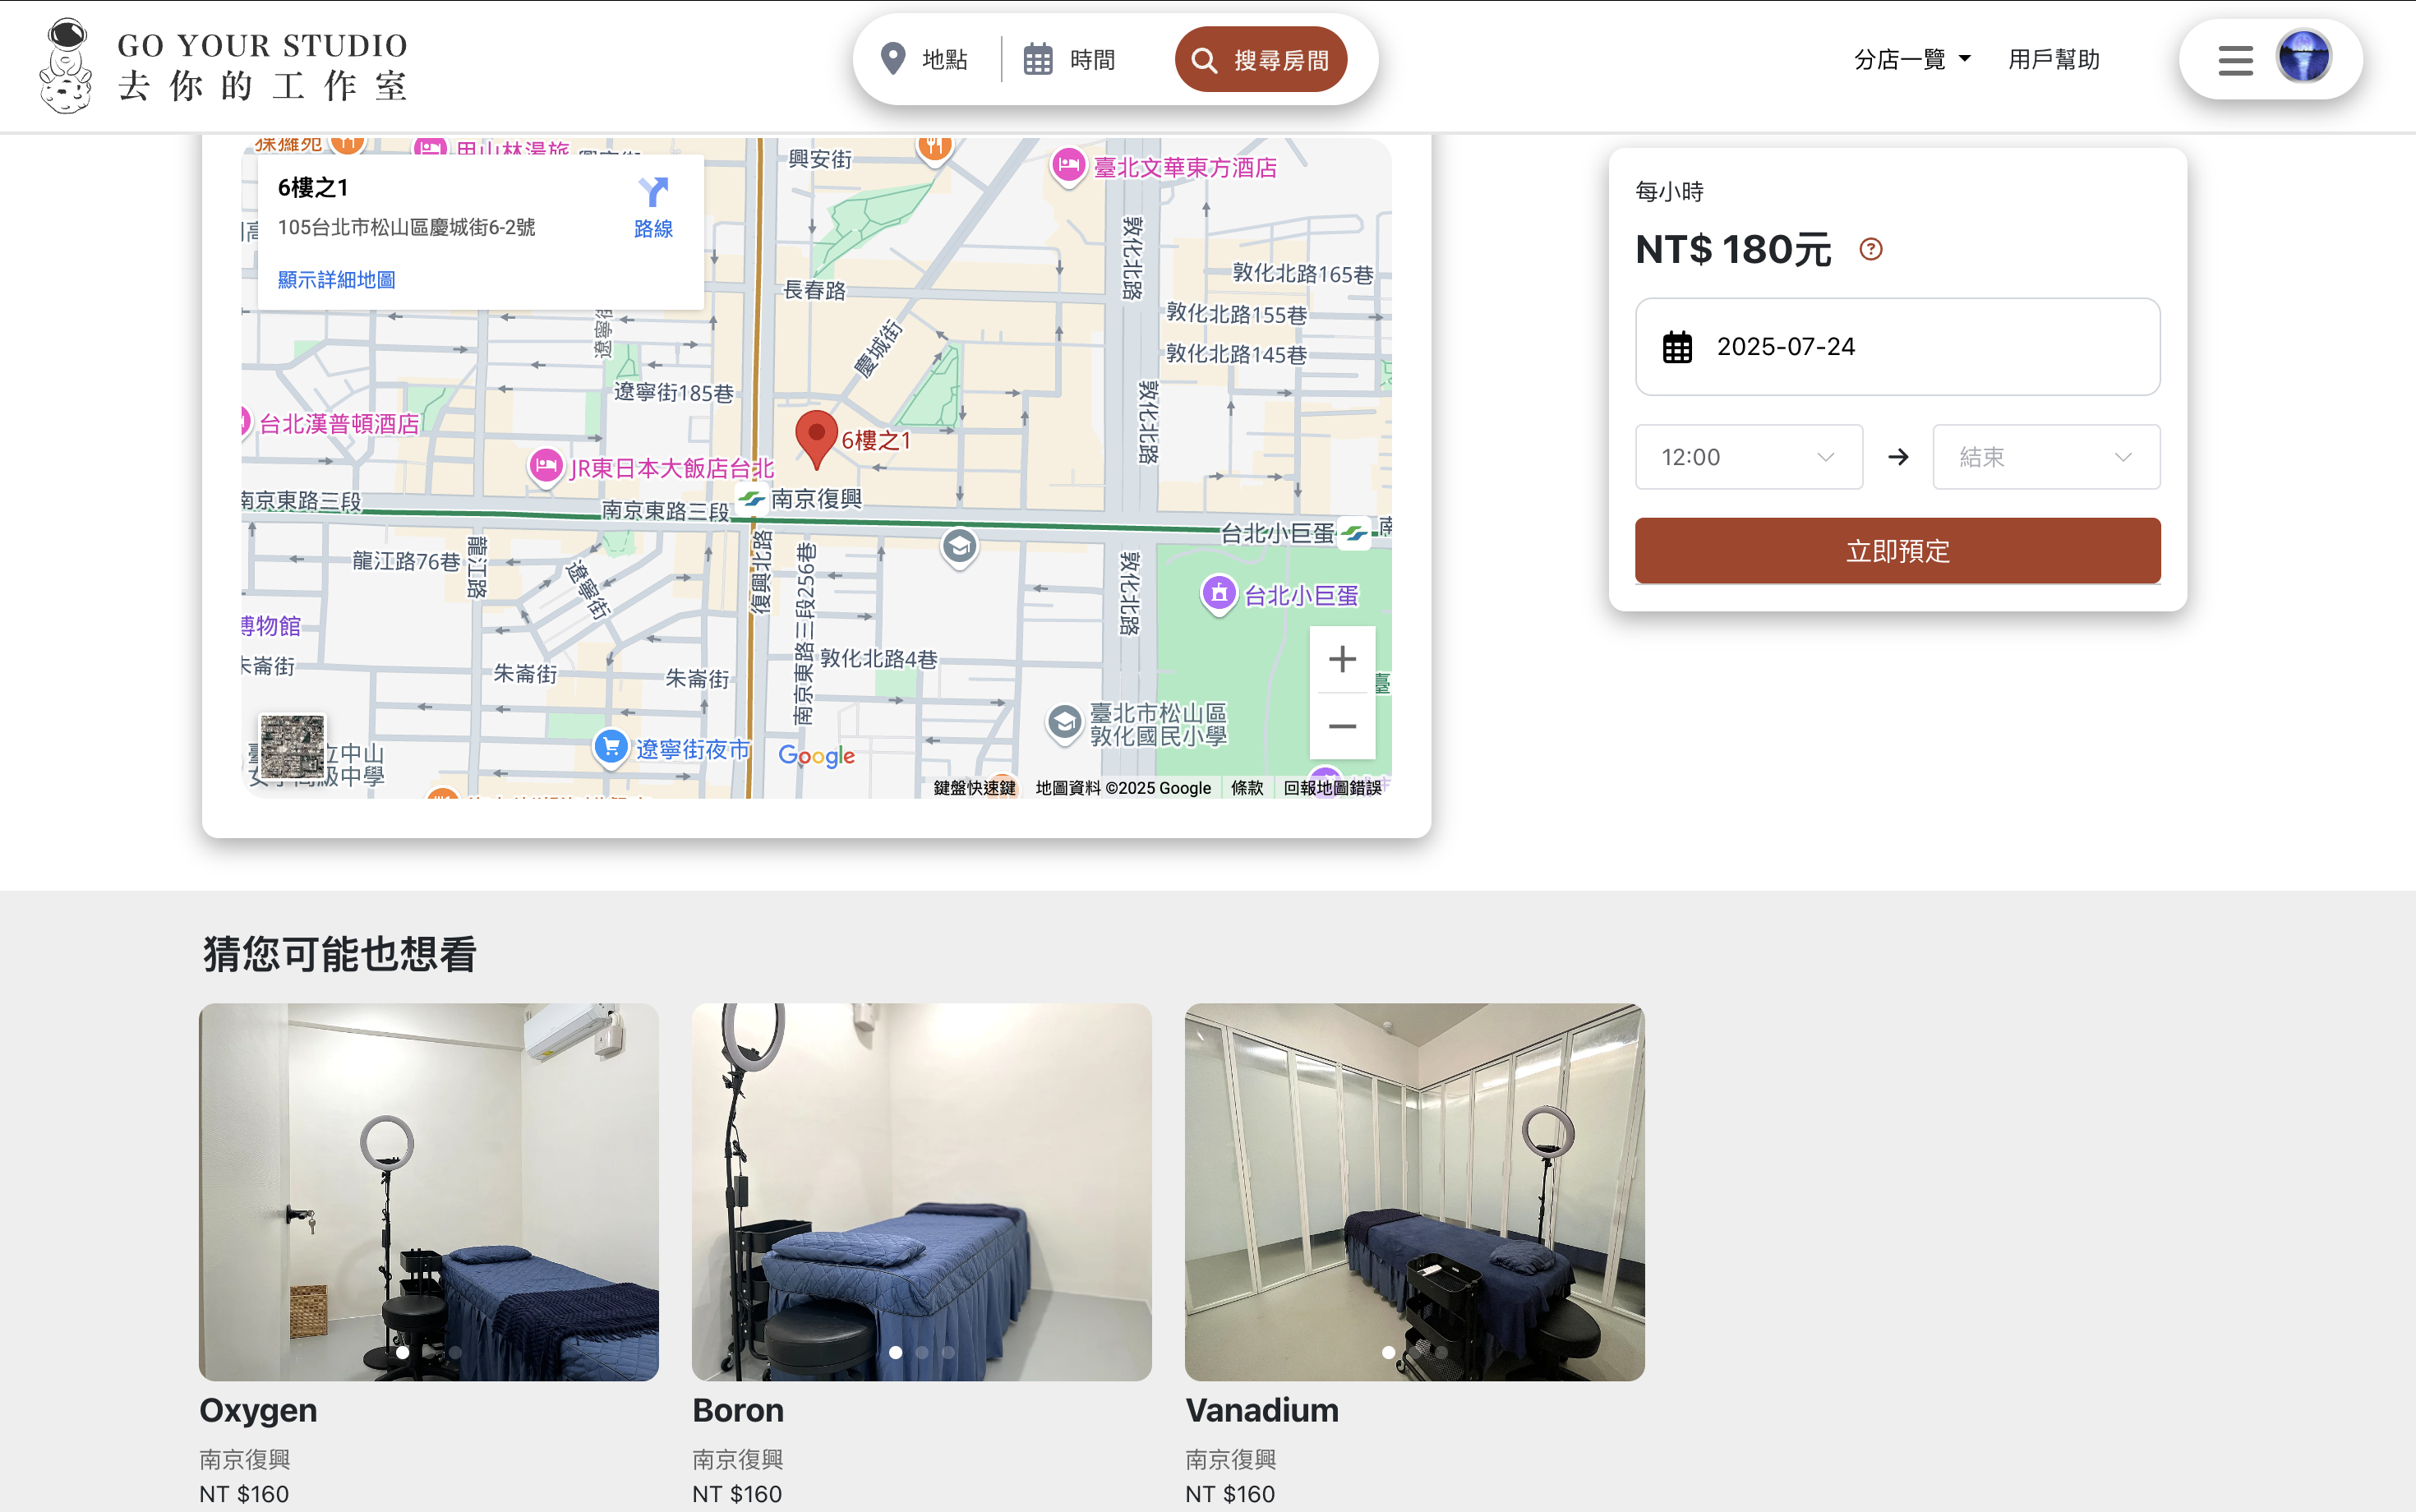 GO YOUR STUDIO
去你的工作室
地點
時間
搜尋房間
分店一覽
用戶幫助
6樓之1
105台北市松山區慶城街6-2號
顯示詳細地圖
路線
興安街
臺北文華東方酒店
敦化北路
敦化北路165巷
長春路
敦化北路155巷
慶城街
敦化北路145巷
遼寧街
遼寧街185巷
敦化北路
台北漢普頓酒店
6樓之1
JR東日本大飯店台北
南京東路三段
南京東路三段
南京復興
台北小巨蛋
龍江路76巷
龍江路
遼寧街
復興北路
南京東路三段256巷
敦化北路
台北小巨蛋
博物館
朱崙街
朱崙街
朱崙街
敦化北路4巷
臺北市松山區
敦化國民小學
遼寧街夜市
Google
鍵盤快速鍵
地圖資料 ©2025 Google
條款
回報地圖錯誤
每小時
NT$ 180元
2025-07-24
12:00
結束
立即預定
猜您可能也想看
Oxygen
南京復興
NT $160
Boron
南京復興
NT $160
Vanadium
南京復興
NT $160